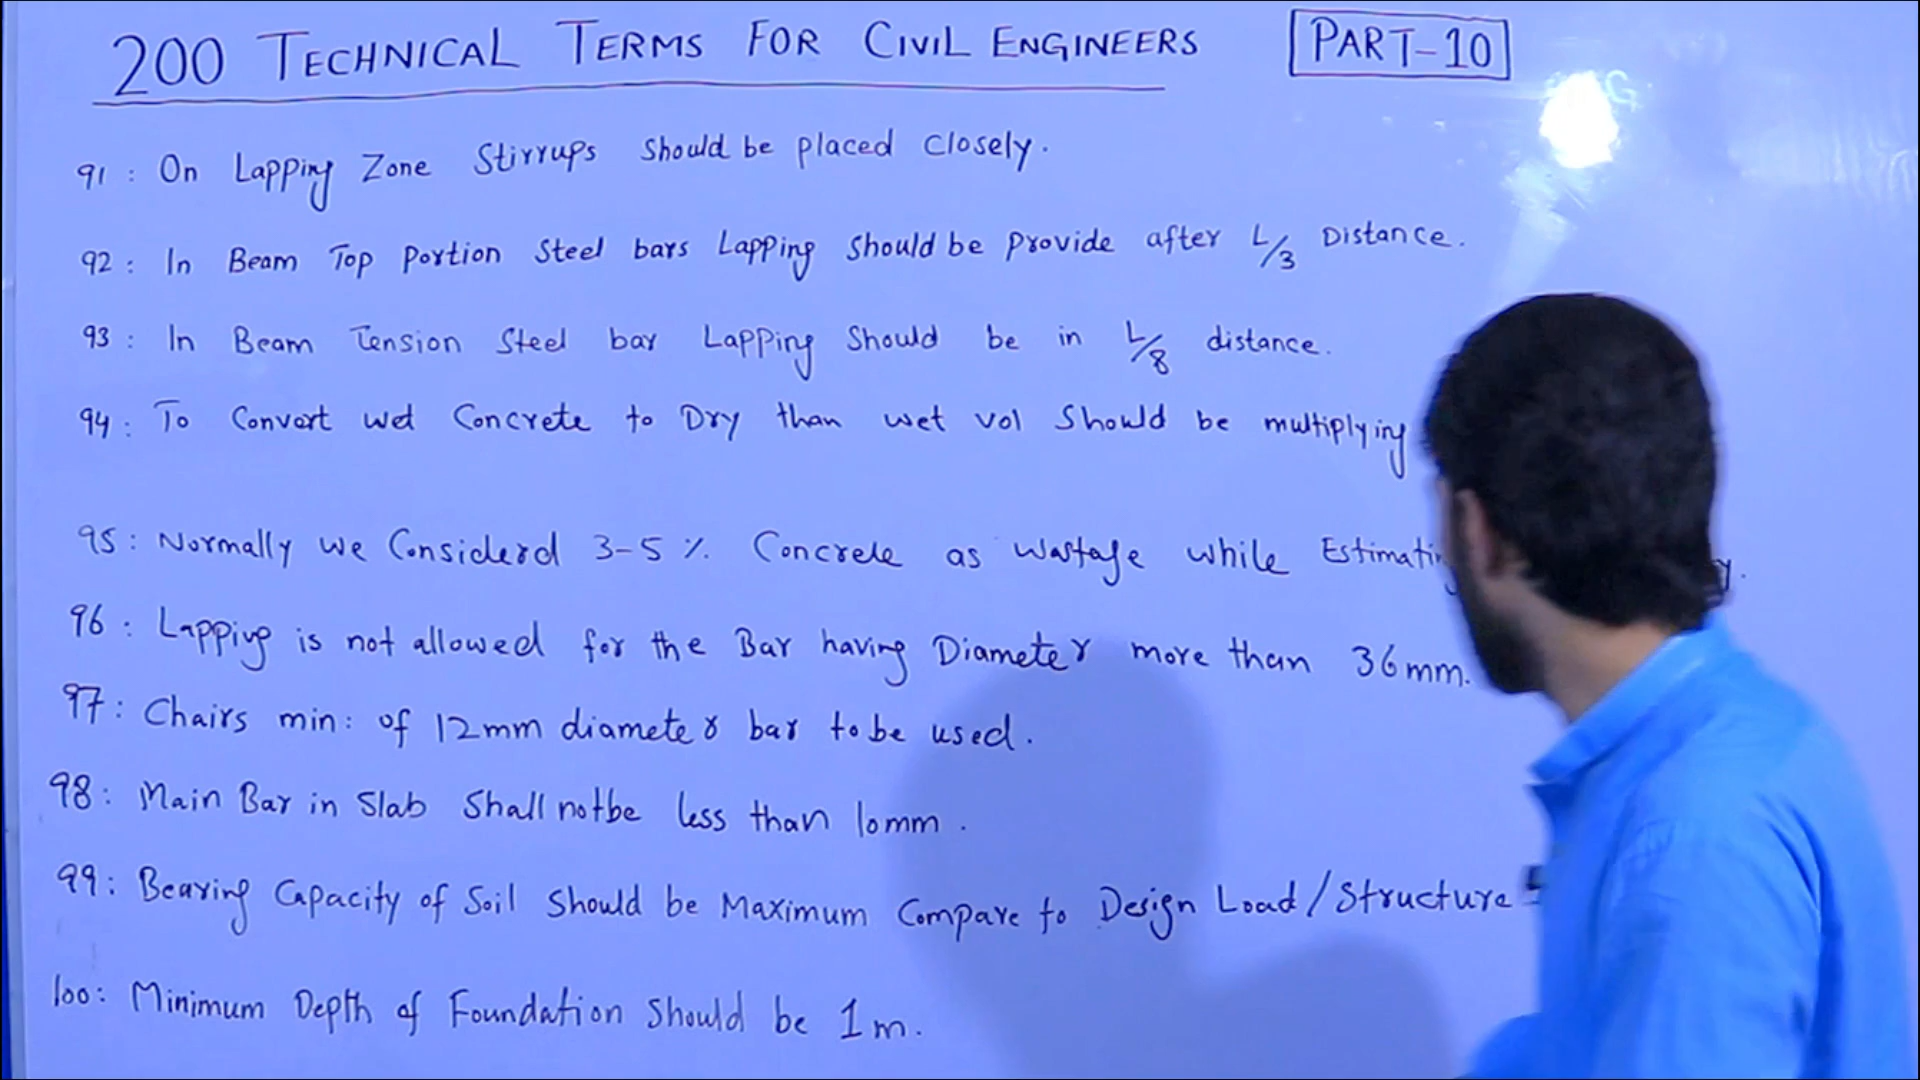 200 TECHNICAL TERMS FOR CIVIL ENGINEERS PART-10
91: On Lapping Zone Stirrups should be placed closely.
92: In Beam Top portion steel bars Lapping should be provide after L/3 Distance.
93: In Beam Tension steel bar Lapping should be in L/8 distance.
94: To Convort wet Concrete to Dry than wet vol should be multiplying
95: Normally we Considerd 3-5 % Concrele as wastage while Estimatin
96: Lapping is not allowed for the Bar having Diameter more than 36mm.
97: Chairs min: of 12mm diameter bar to be used.
98: Main Bar in Slab Shall not be less than 10mm.
99: Bearing Capacity of Soil should be Maximum Compare to Design Load/Structure
100: Minimum Depth of Foundation should be 1m.